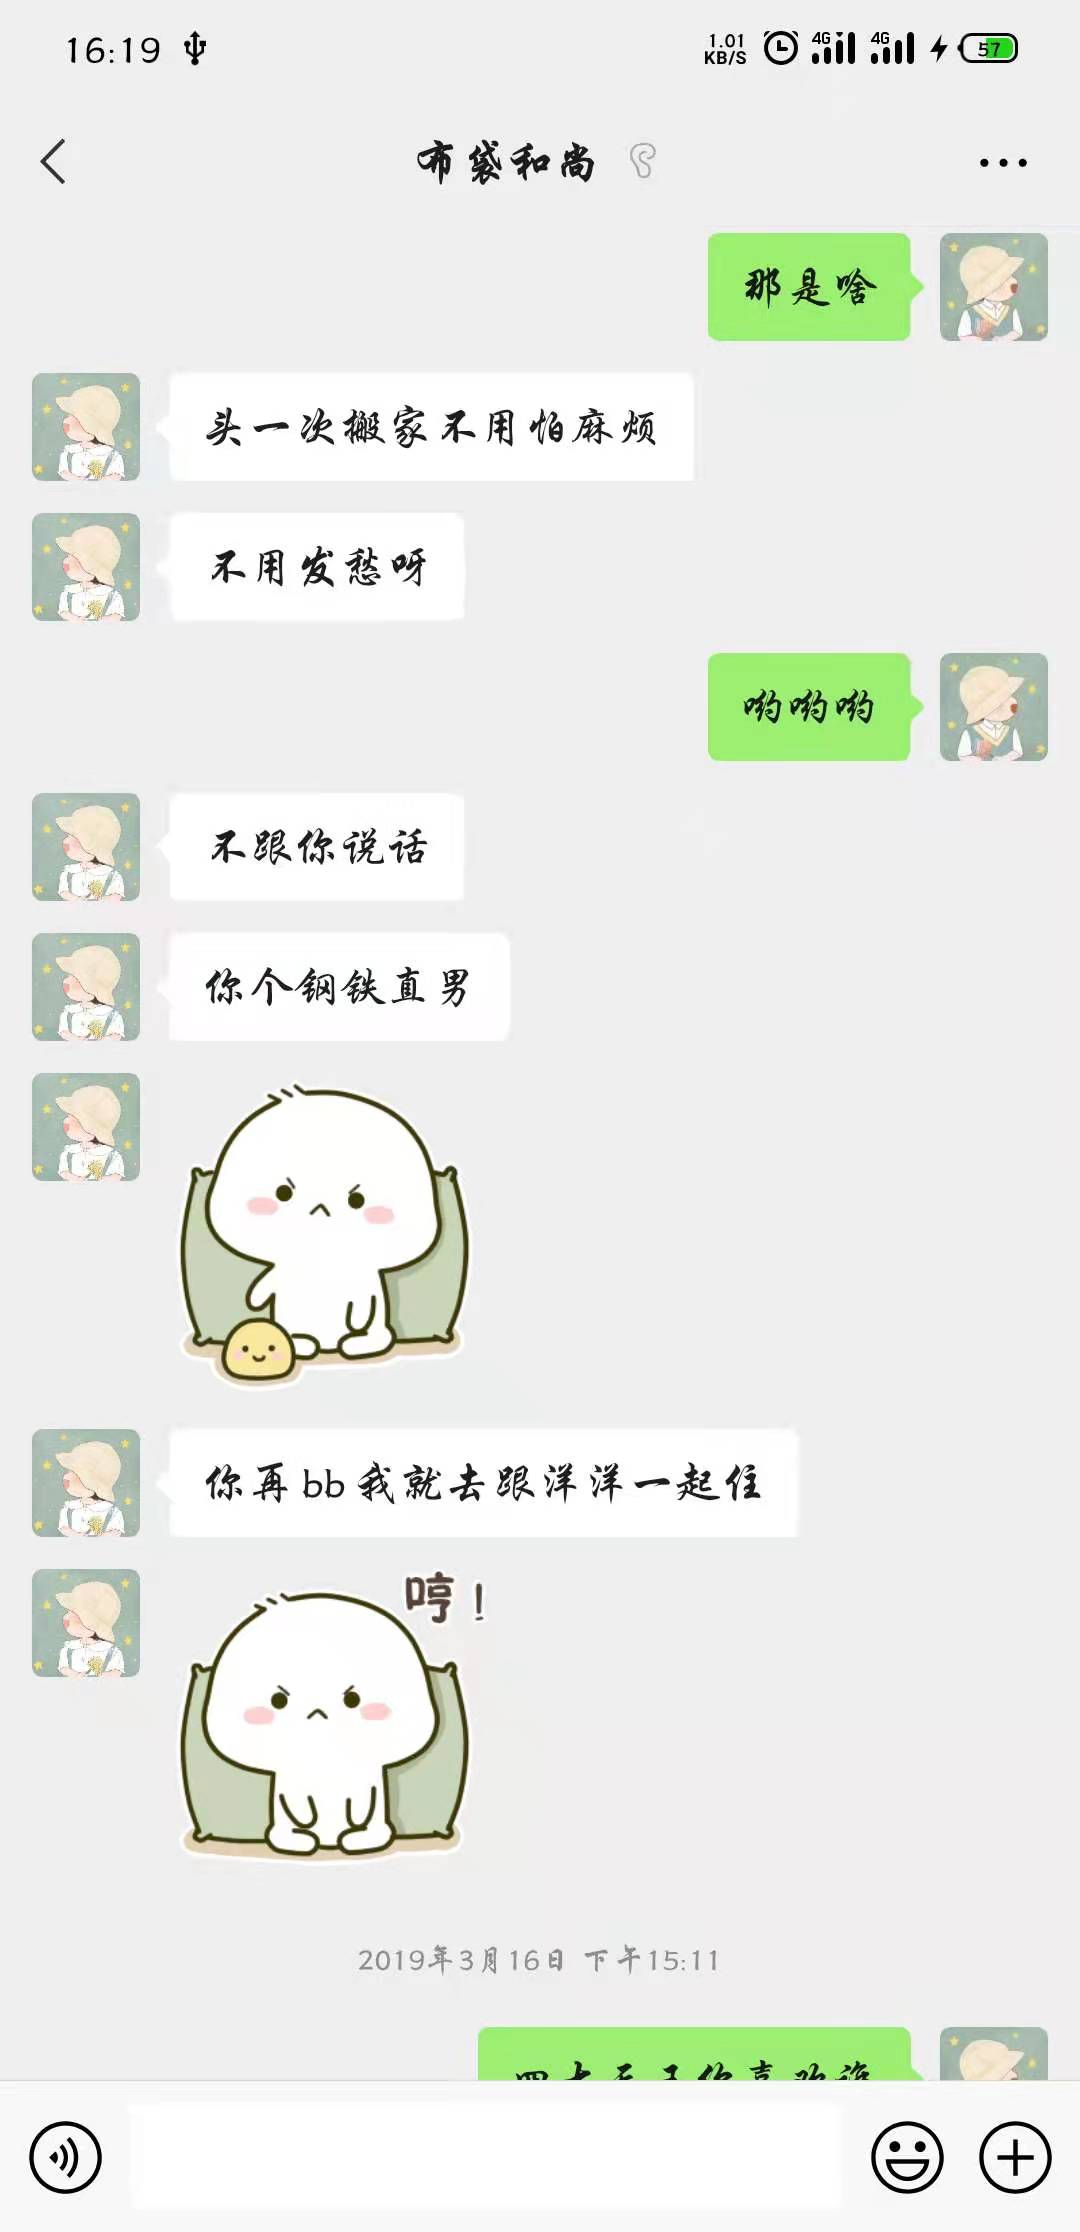 16:19
1.01 KB/S 4G 4G 57
布袋和尚
那是啥
头一次搬家不用怕麻烦
不用发愁呀
哟哟哟
不跟你说话
你个钢铁直男
你再bb我就去跟洋洋一起住
哼！
2019年3月16日 下午15:11